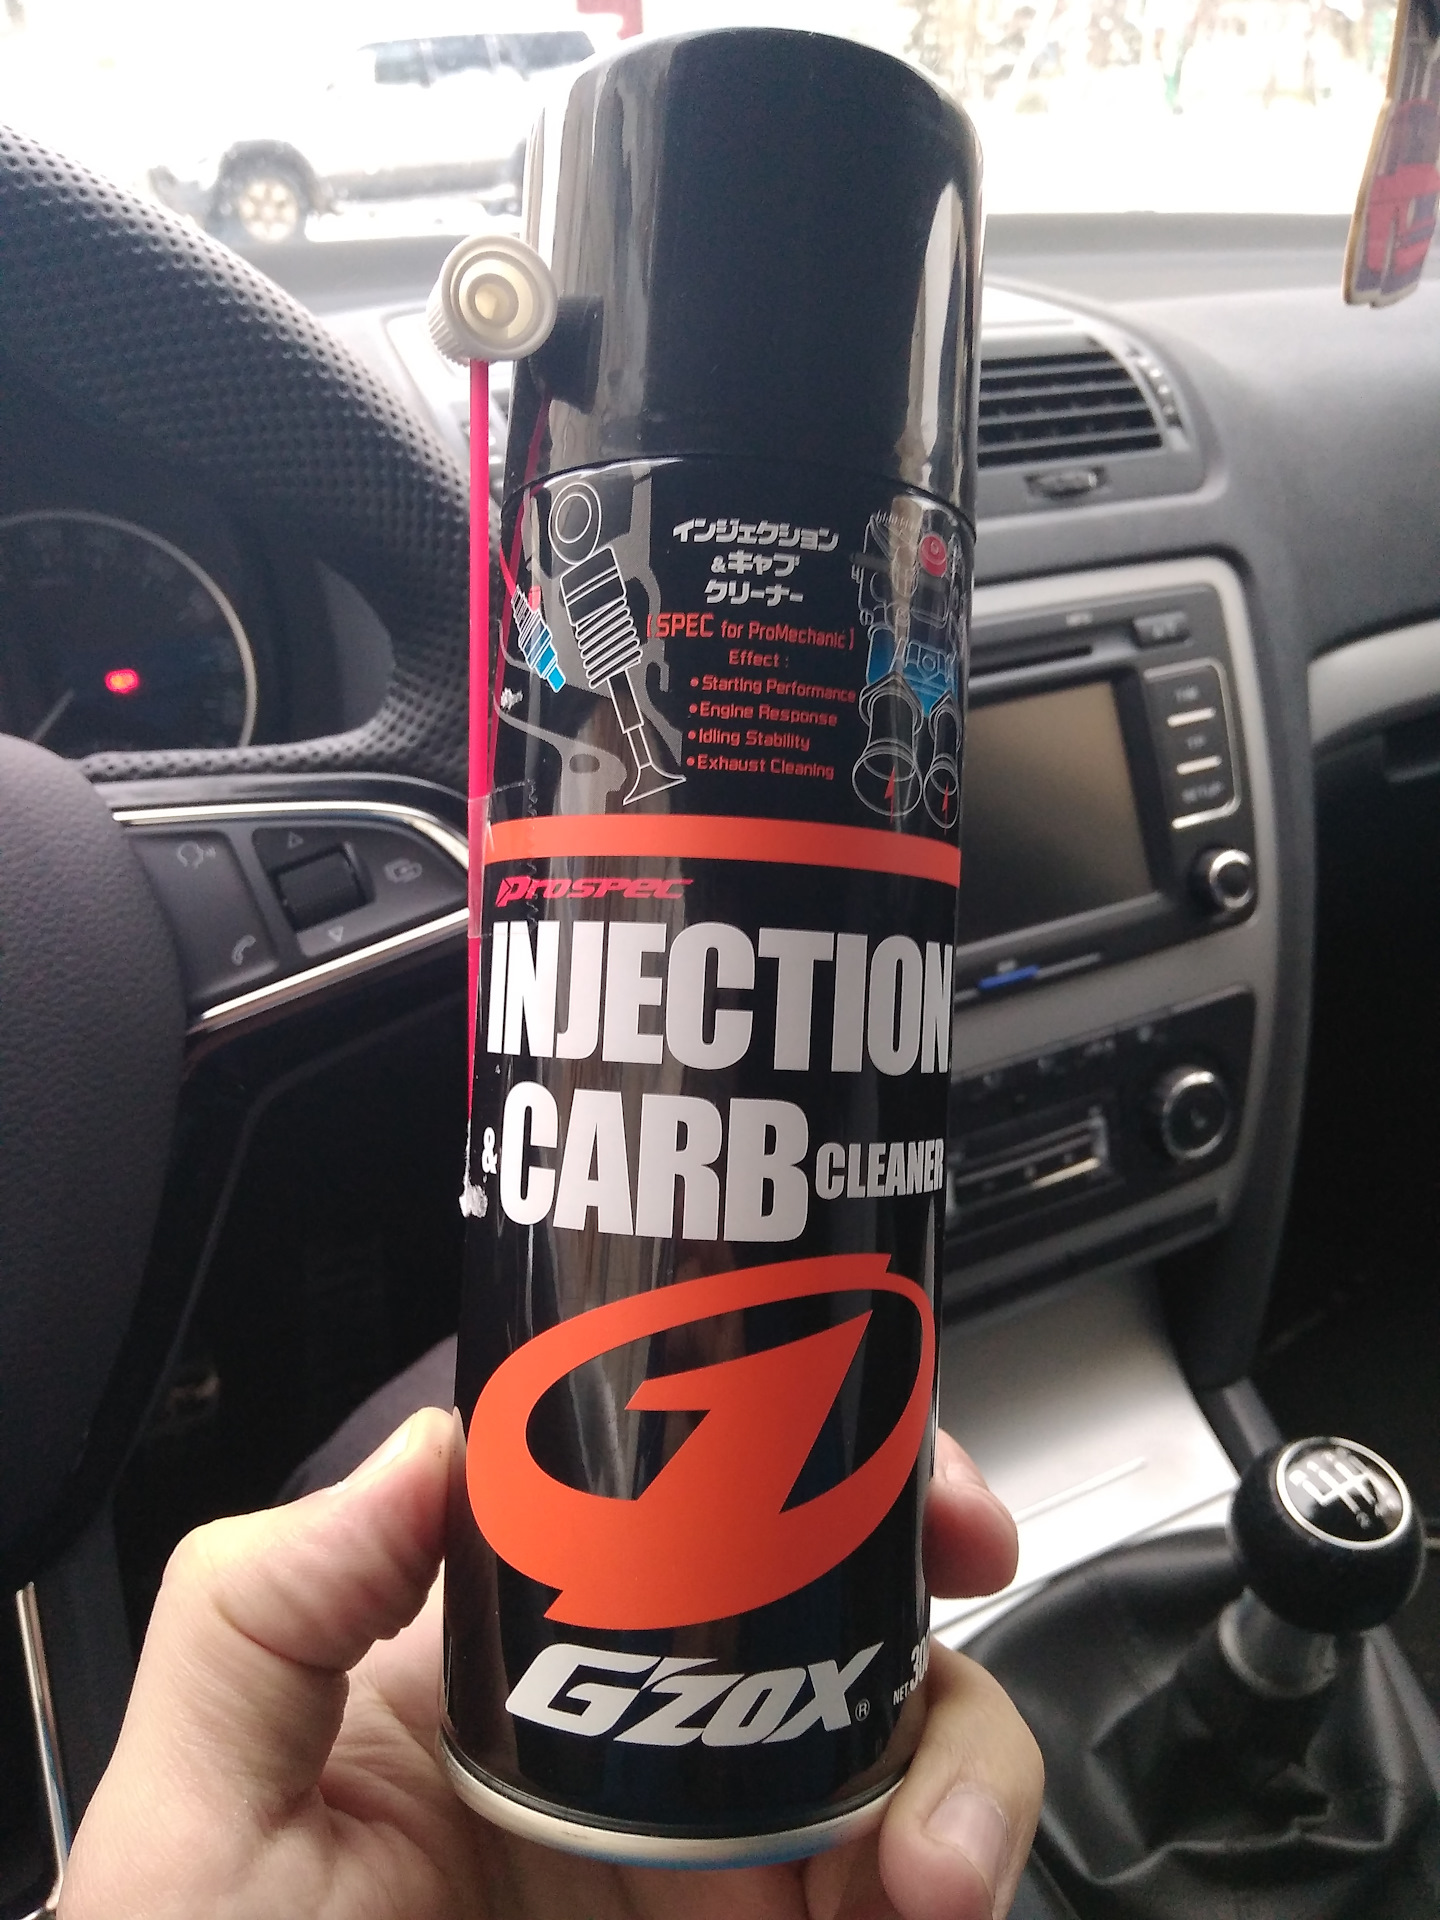 インジェクション
&キャブ
クリーナー
[SPEC for ProMechanic]
Effect :
• Starting Performance
• Engine Response
• Idling Stability
• Exhaust Cleaning
Prospec
INJECTION
& CARB CLEANER
G'ZOX®
NET.
SETUP